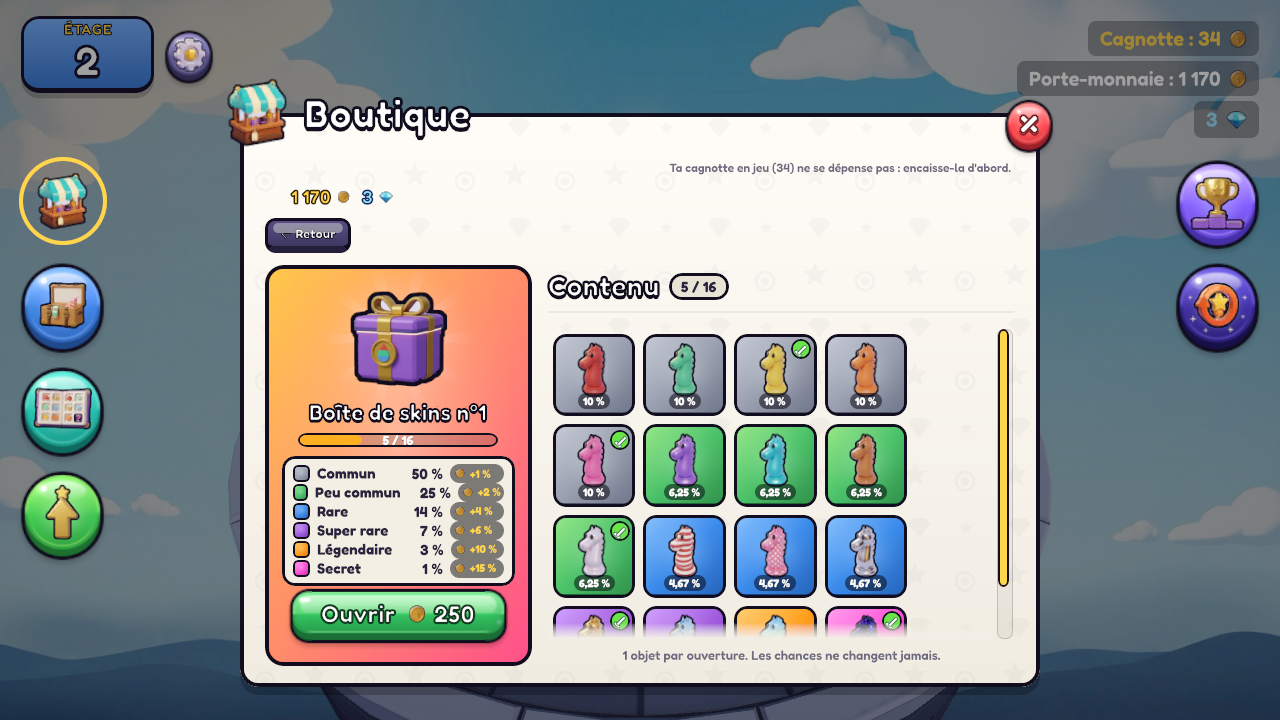 ÉTAGE
2
Cagnotte : 34
Porte-monnaie : 1 170
3
Boutique
Ta cagnotte en jeu (34) ne se dépense pas : encaisse-la d'abord.
1 170 3
← Retour
Contenu 5 / 16
Boîte de skins n°1
5 / 16
Commun 50 % +1 %
Peu commun 25 % +2 %
Rare 14 % +4 %
Super rare 7 % +6 %
Légendaire 3 % +10 %
Secret 1 % +15 %
Ouvrir 250
10 % 10 % 10 % 10 %
10 % 6,25 % 6,25 % 6,25 %
6,25 % 4,67 % 4,67 % 4,67 %
1 objet par ouverture. Les chances ne changent jamais.